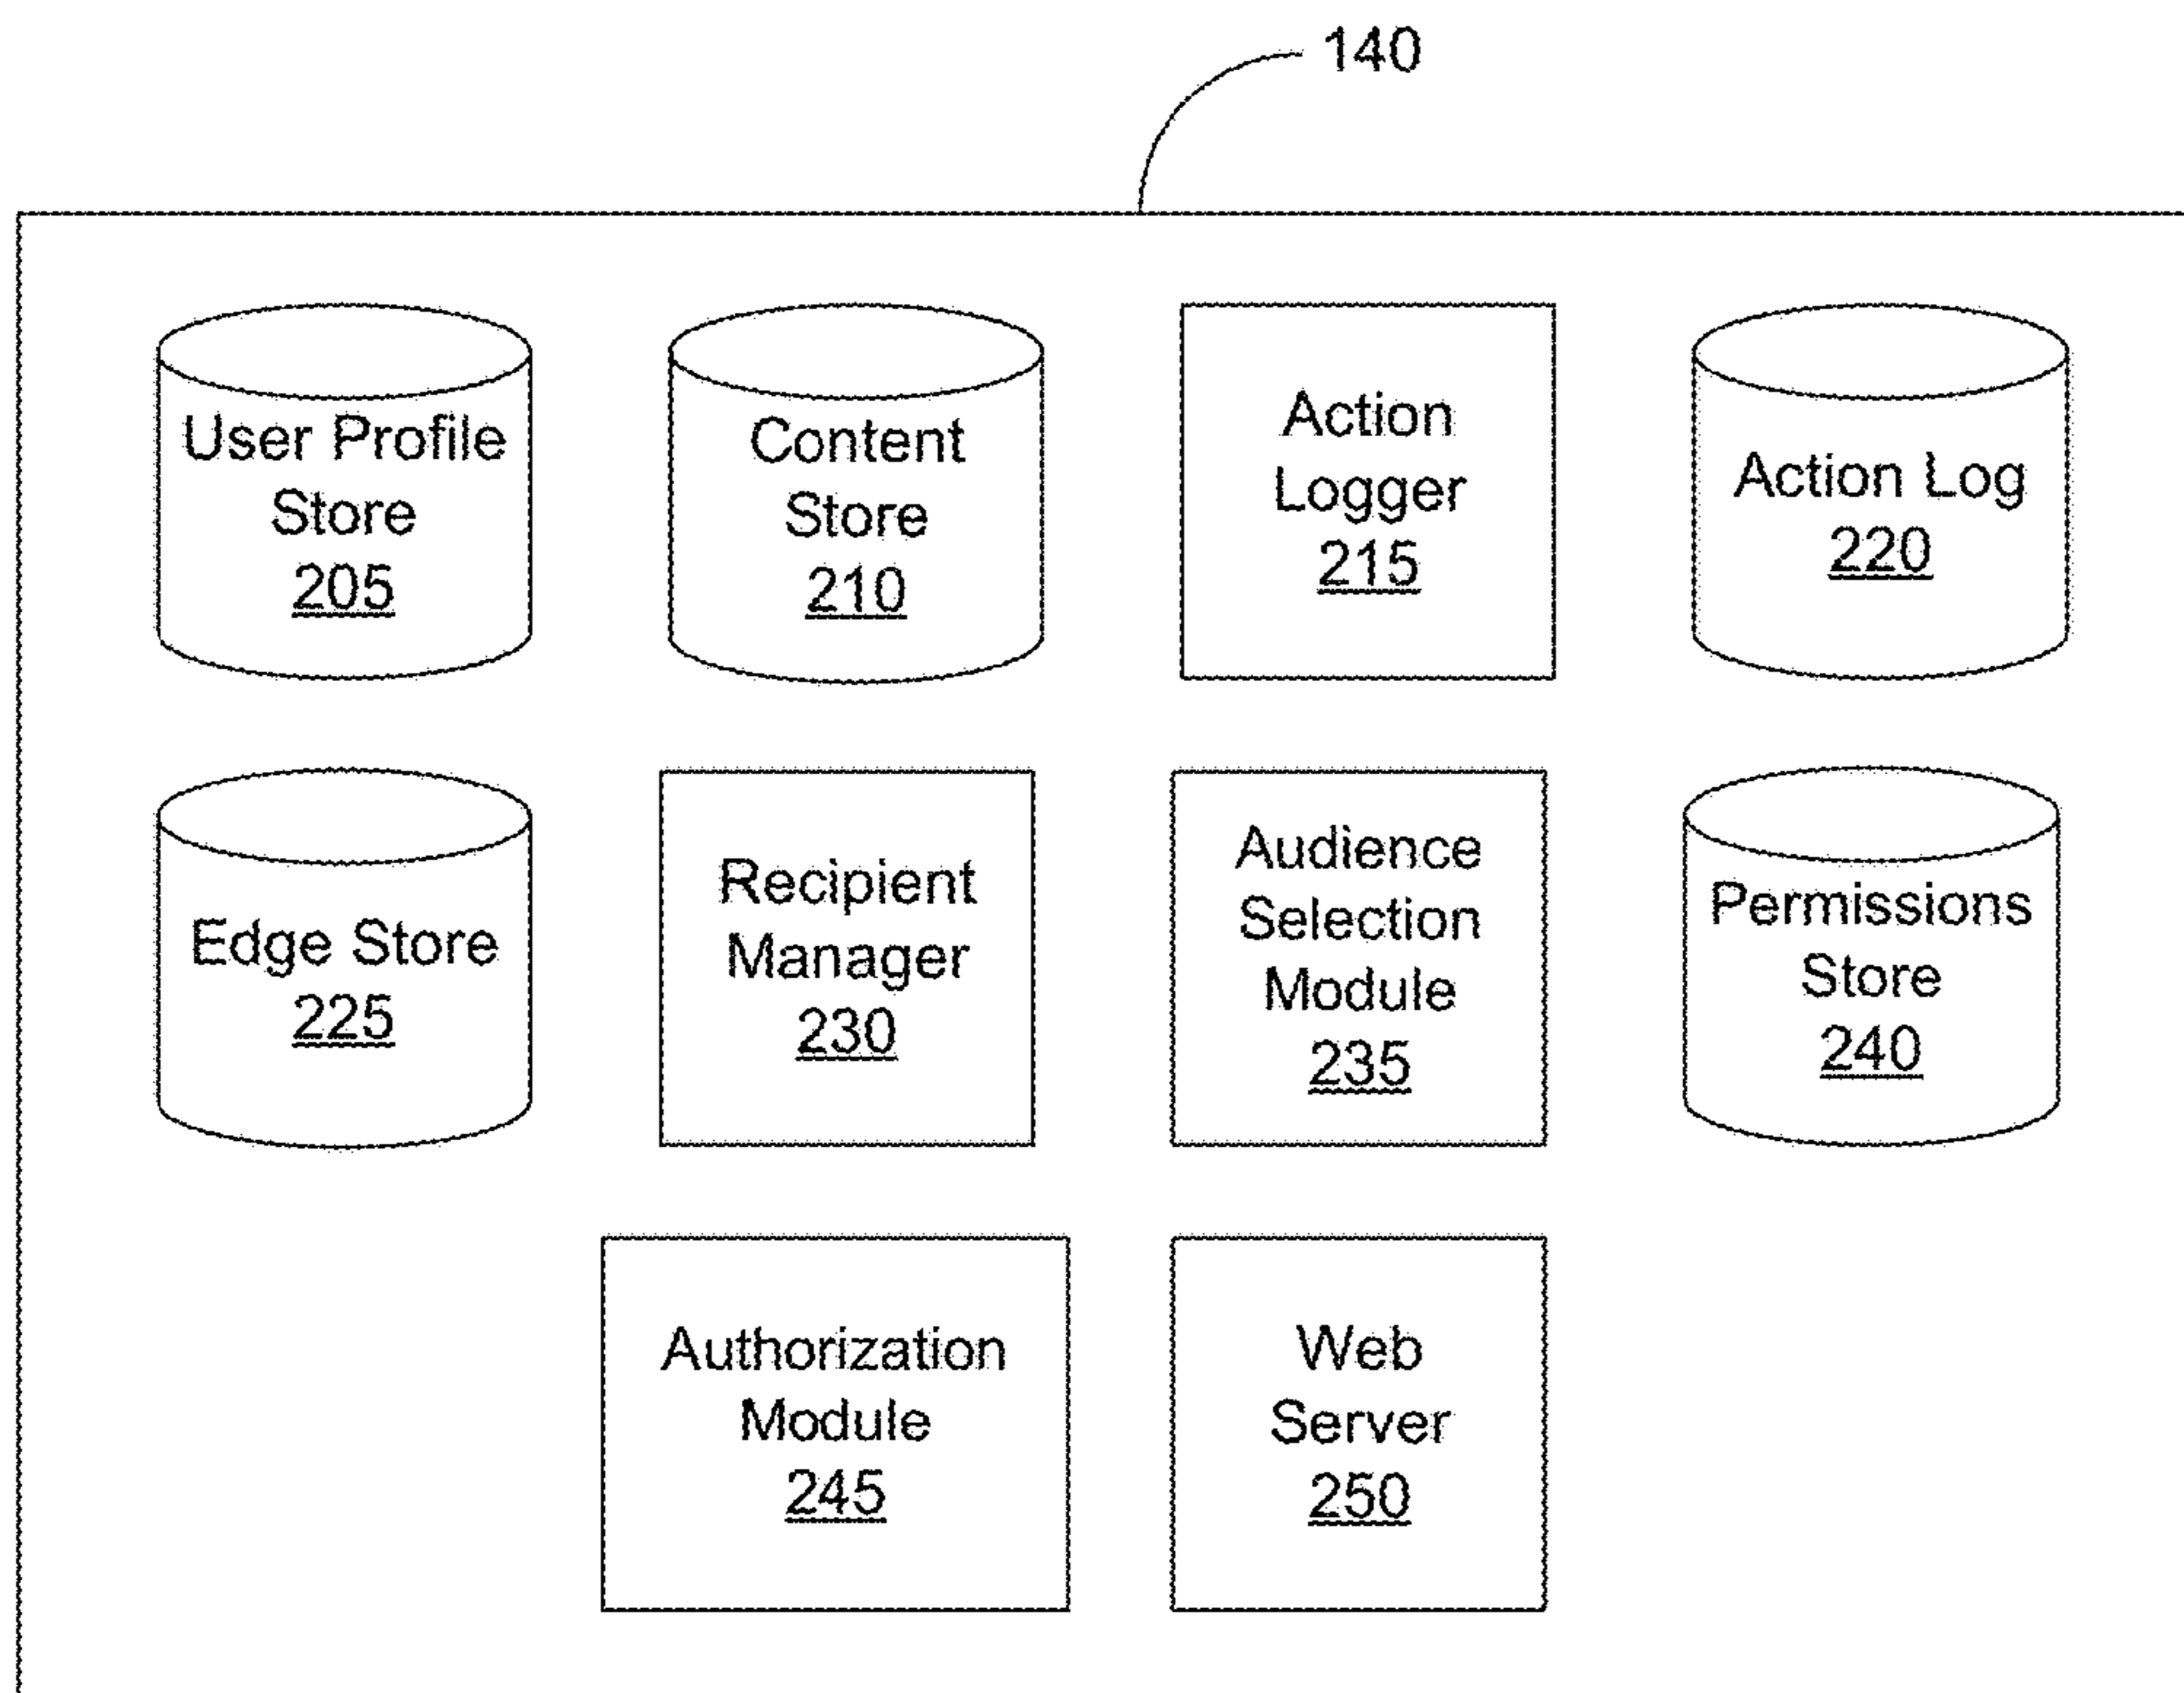 140
User Profile
Store
205
Content
Store
210
Action
Logger
215
Action Log
220
Edge Store
225
Recipient
Manager
230
Audience
Selection
Module
235
Permissions
Store
240
Authorization
Module
245
Web
Server
250